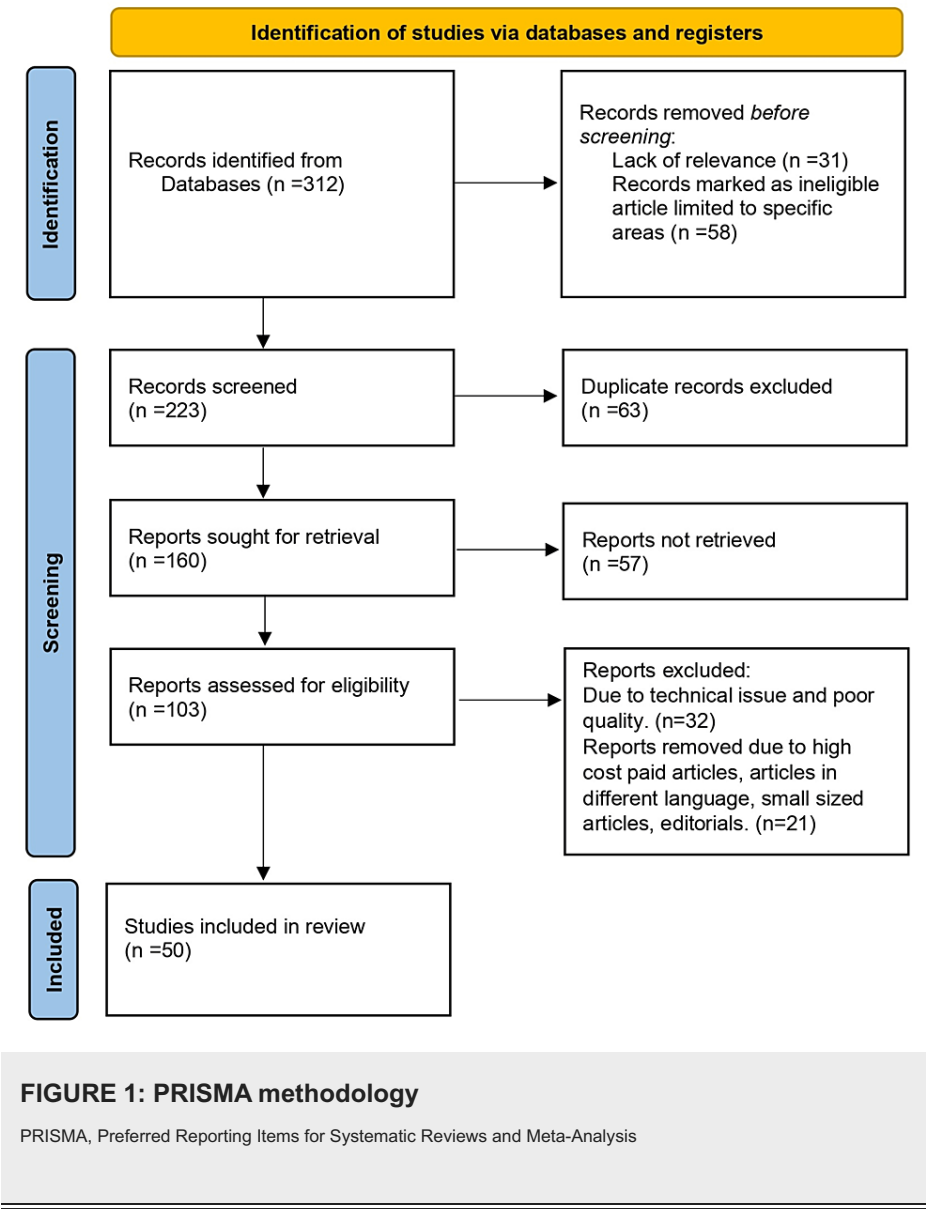 Identification of studies via databases and registers
Identification
Records identified from
Databases (n =312)
Records removed before
screening:
Lack of relevance (n =31)
Records marked as ineligible
article limited to specific
areas (n =58)
Screening
Records screened
(n =223)
Duplicate records excluded
(n =63)
Reports sought for retrieval
(n =160)
Reports not retrieved
(n =57)
Reports assessed for eligibility
(n =103)
Reports excluded:
Due to technical issue and poor
quality. (n=32)
Reports removed due to high
cost paid articles, articles in
different language, small sized
articles, editorials. (n=21)
Included
Studies included in review
(n =50)
FIGURE 1: PRISMA methodology
PRISMA, Preferred Reporting Items for Systematic Reviews and Meta-Analysis